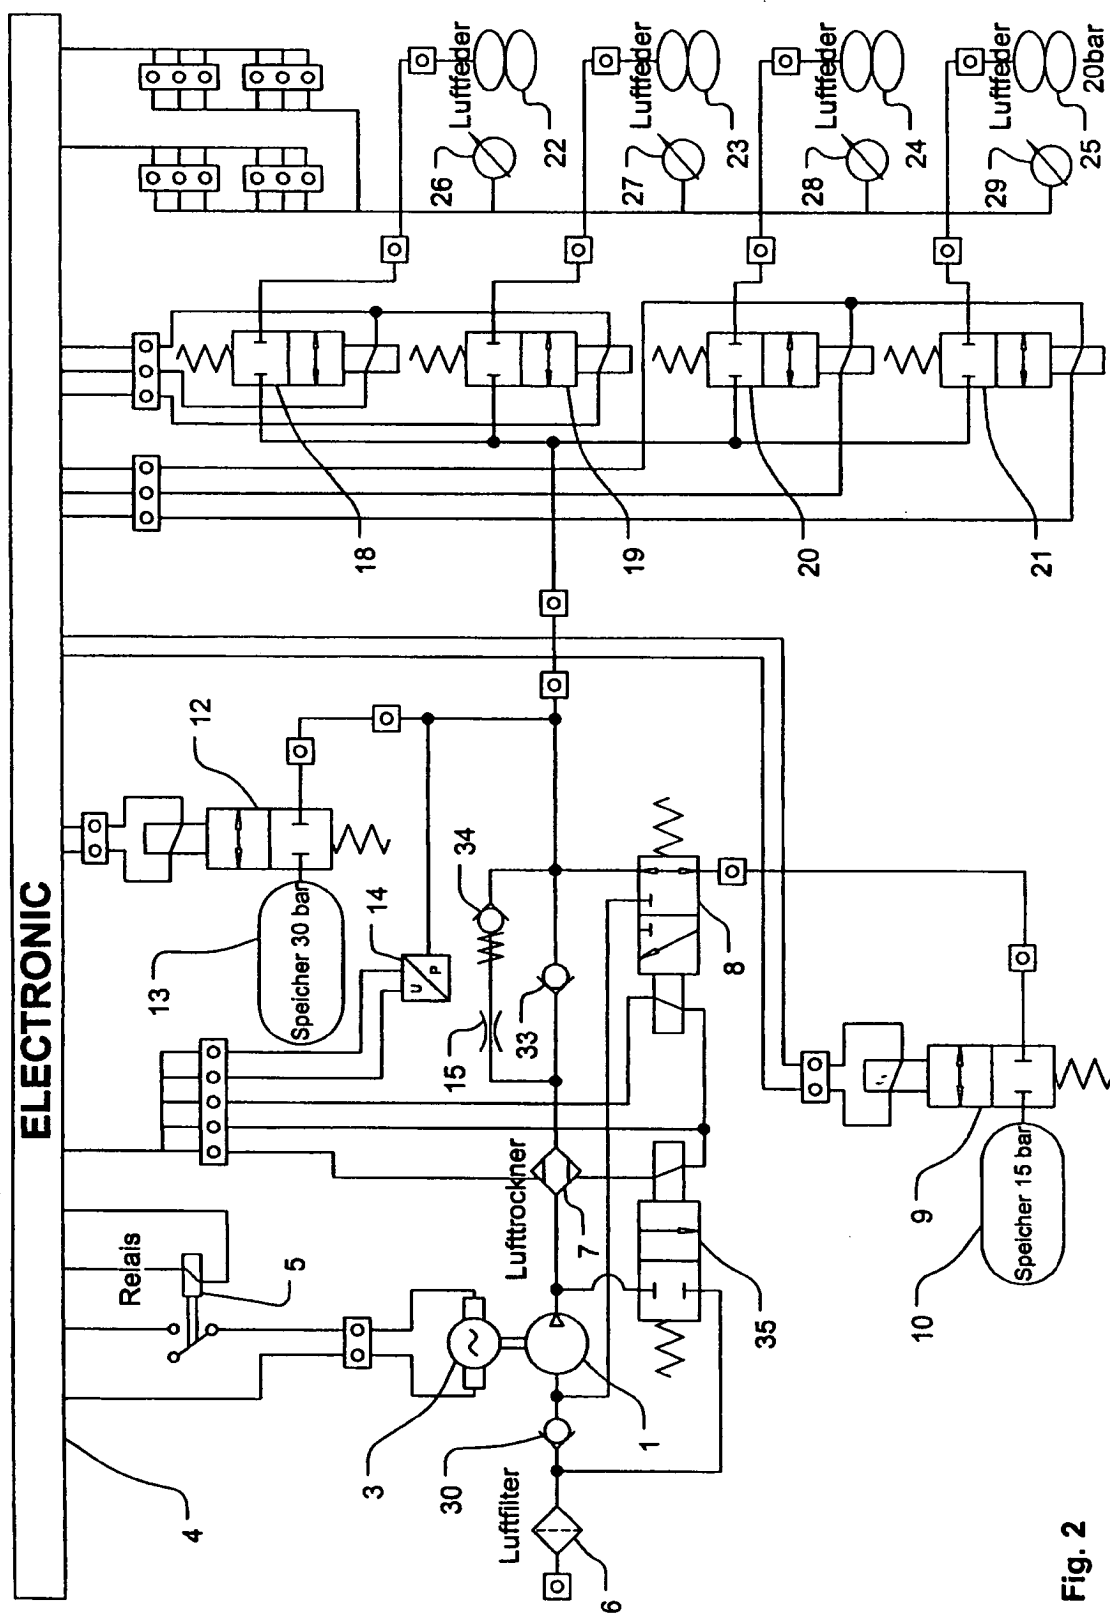 ELECTRONIC
4
Relais
5
3
30
Luftfilter
6
1
Lufttrockner
7
35
13
Speicher 30 bar
12
14
U
P
15
34
33
8
9
10
Speicher 15 bar
18
19
20
21
26
Luftfeder
22
27
Luftfeder
23
28
Luftfeder
24
29
Luftfeder
25
20bar
Fig. 2